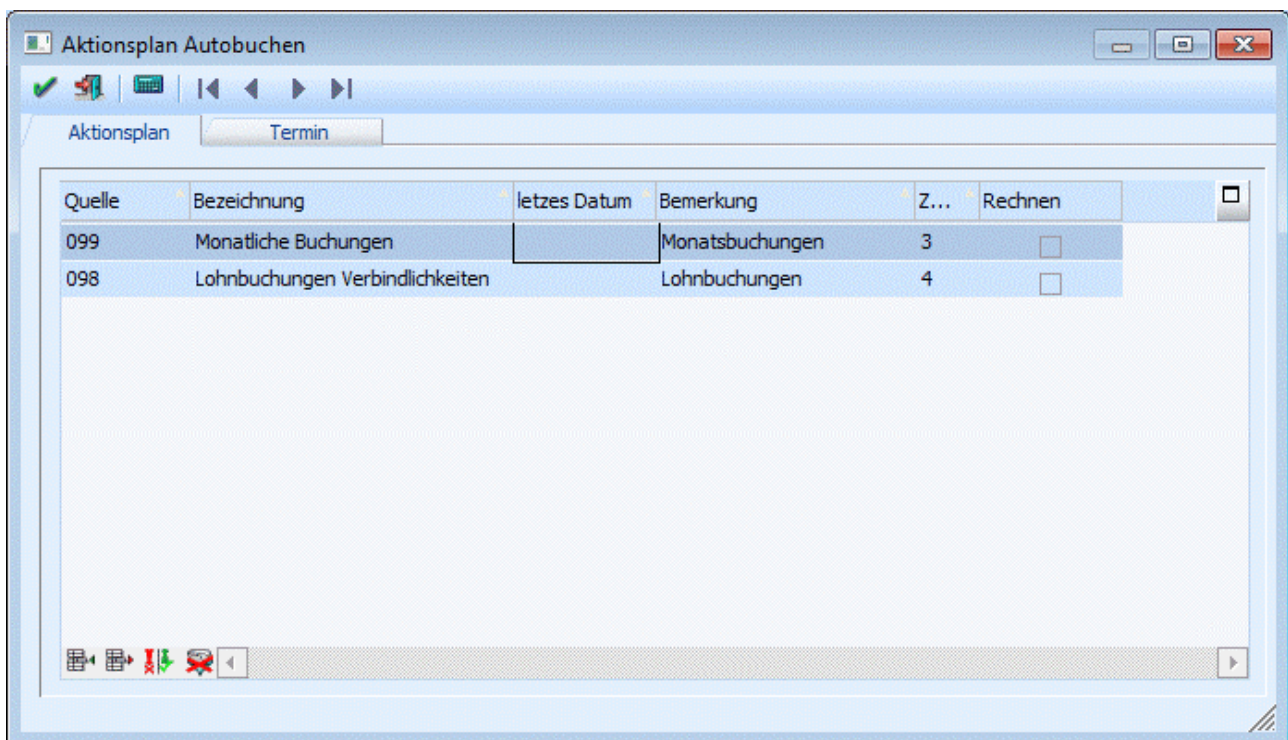 Aktionsplan Autobuchen
Aktionsplan Termin
Quelle Bezeichnung letzes Datum Bemerkung Z... Rechnen
099 Monatliche Buchungen Monatsbuchungen 3
098 Lohnbuchungen Verbindlichkeiten Lohnbuchungen 4